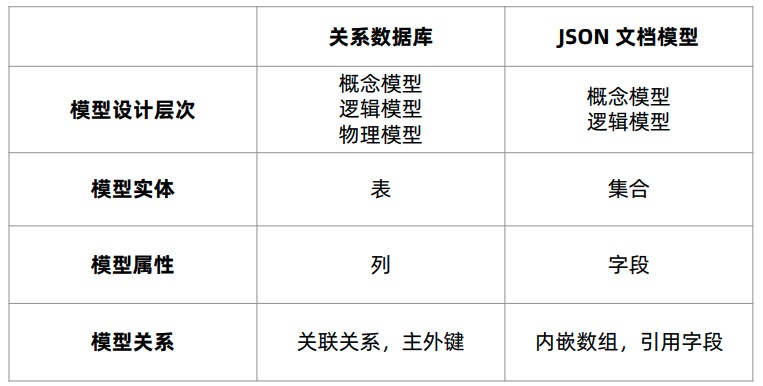 关系数据库
JSON 文档模型
模型设计层次
概念模型
逻辑模型
物理模型
概念模型
逻辑模型
模型实体
表
集合
模型属性
列
字段
模型关系
关联关系，主外键
内嵌数组，引用字段